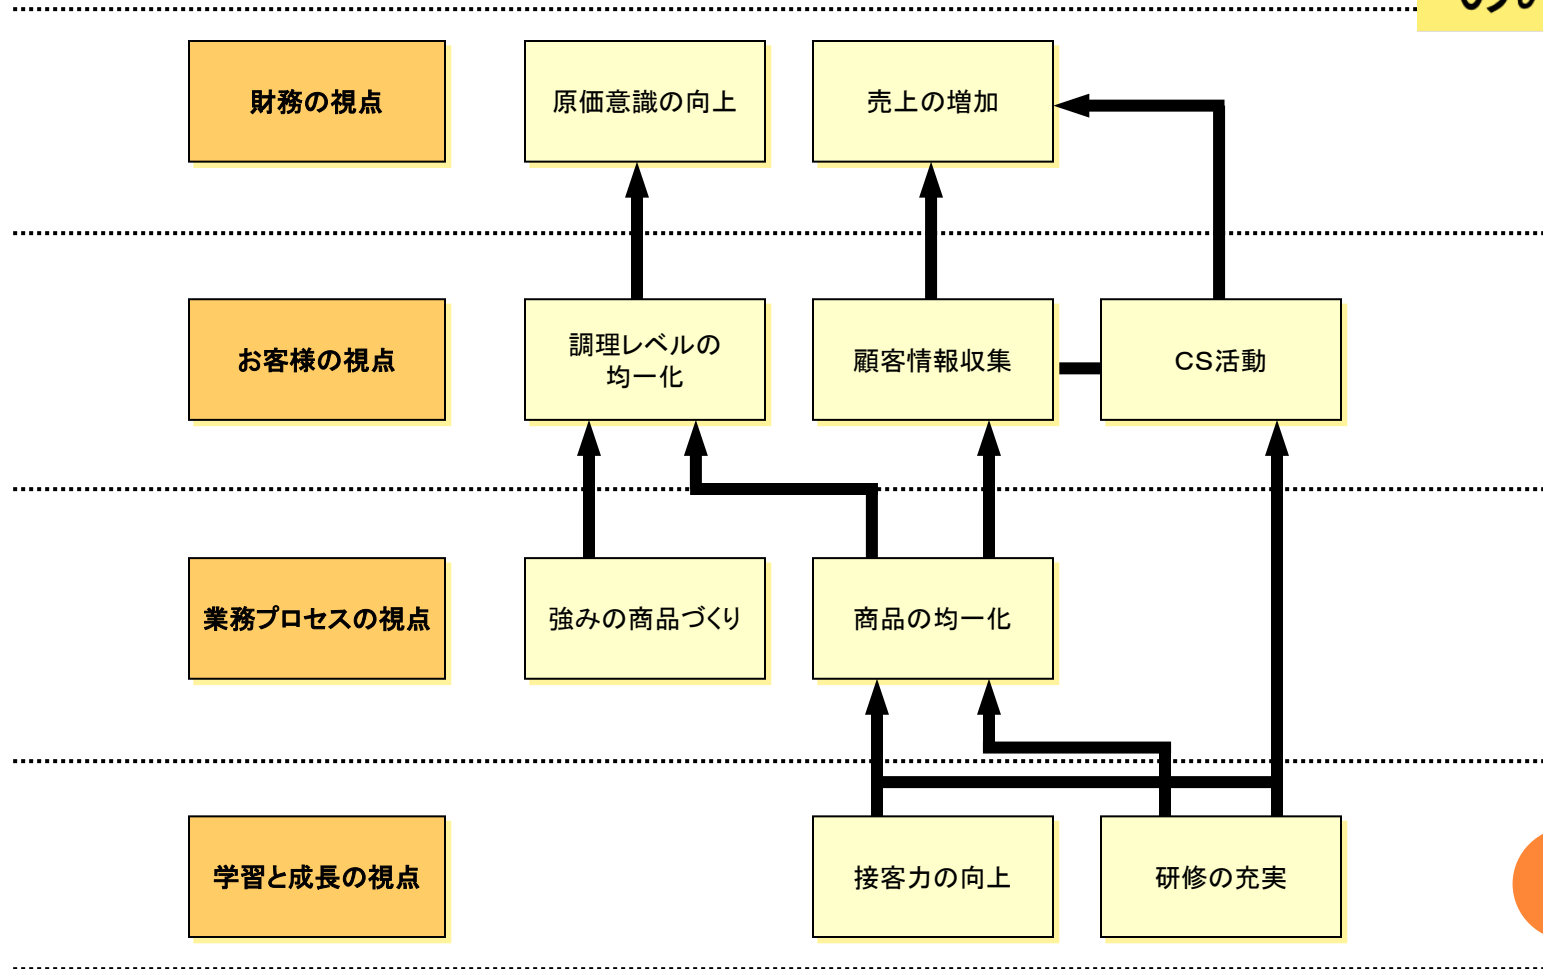 財務の視点
原価意識の向上
売上の増加
お客様の視点
調理レベルの
均一化
顧客情報収集
CS活動
業務プロセスの視点
強みの商品づくり
商品の均一化
学習と成長の視点
接客力の向上
研修の充実